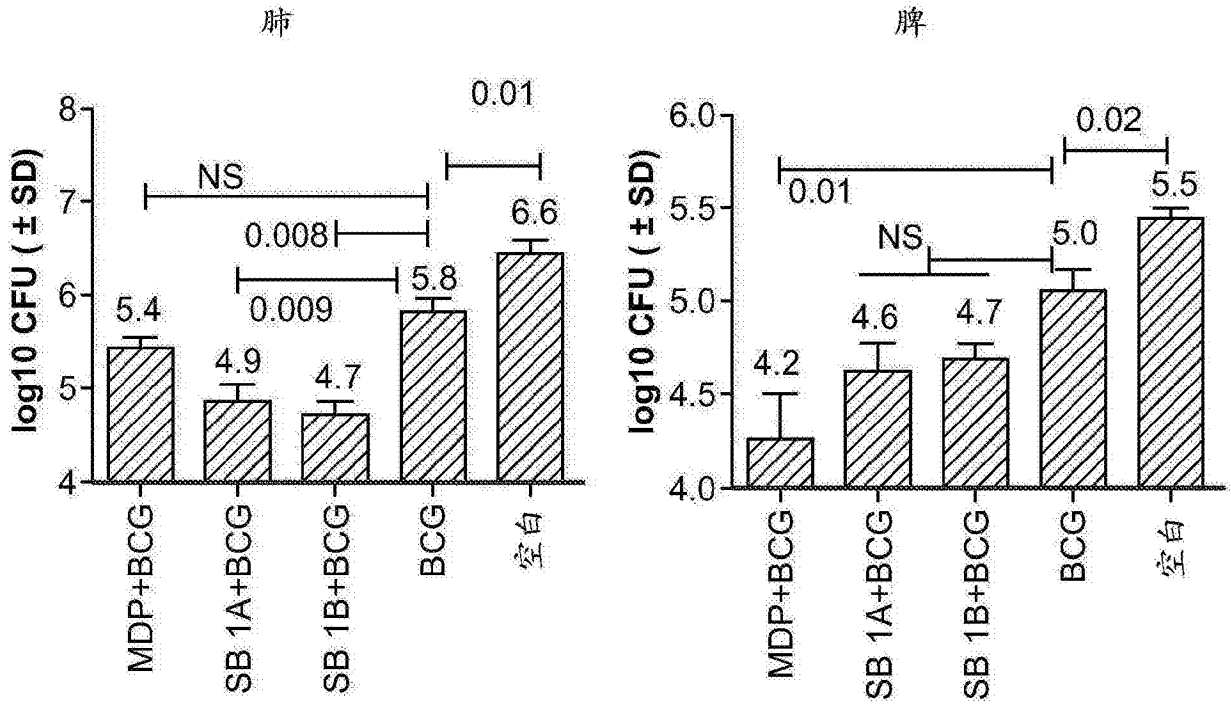 肺
log10 CFU ( ± SD)
8
7
6
5
4
0.01
NS
6.6
0.008
5.8
0.009
5.4
4.9
4.7
MDP+BCG
SB 1A+BCG
SB 1B+BCG
BCG
空白
脾
log10 CFU ( ± SD)
6.0
5.5
5.0
4.5
4.0
0.02
0.01
5.5
NS
5.0
4.6
4.7
4.2
MDP+BCG
SB 1A+BCG
SB 1B+BCG
BCG
空白